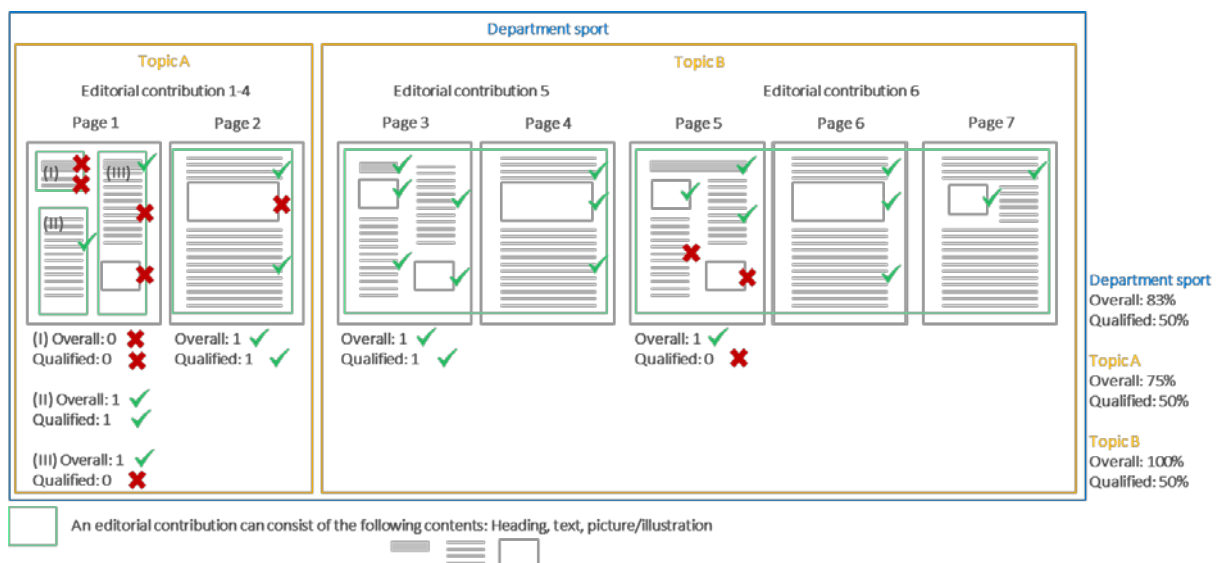 Department sport
Topic A
Topic B
Editorial contribution 1-4
Editorial contribution 5
Editorial contribution 6
Page 1
Page 2
Page 3
Page 4
Page 5
Page 6
Page 7
(I)
(III)
(II)
(I) Overall: 0
Qualified: 0
(II) Overall: 1
Qualified: 1
(III) Overall: 1
Qualified: 0
Overall: 1
Qualified: 1
Overall: 1
Qualified: 1
Overall: 1
Qualified: 0
Department sport
Overall: 83%
Qualified: 50%
Topic A
Overall: 75%
Qualified: 50%
Topic B
Overall: 100%
Qualified: 50%
An editorial contribution can consist of the following contents: Heading, text, picture/illustration